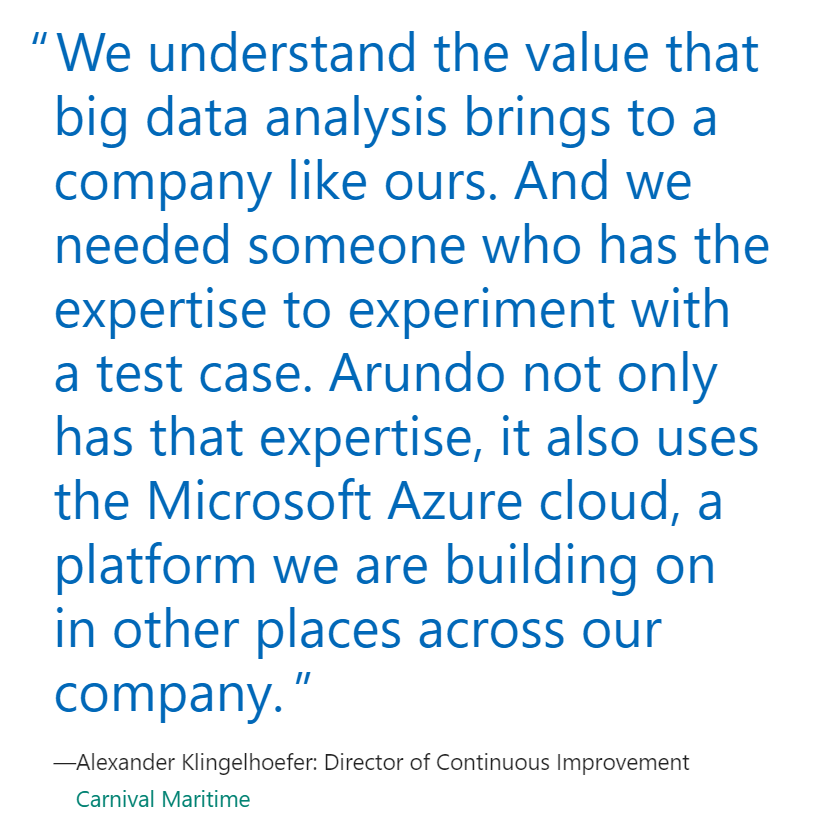 “We understand the value that
big data analysis brings to a
company like ours. And we
needed someone who has the
expertise to experiment with
a test case. Arundo not only
has that expertise, it also uses
the Microsoft Azure cloud, a
platform we are building on
in other places across our
company.”
—Alexander Klingelhoefer: Director of Continuous Improvement
Carnival Maritime